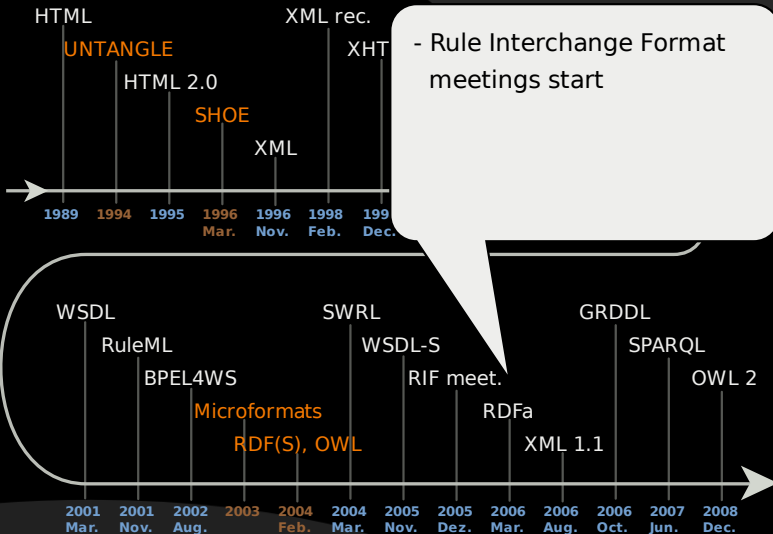 HTML
XML rec.
UNTANGLE
XHT
HTML 2.0
SHOE
XML
- Rule Interchange Format
meetings start
1989 1994 1995 1996 1996 1998 199
Mar. Nov. Feb. Dec.
WSDL SWRL GRDDL
RuleML WSDL-S SPARQL
BPEL4WS RIF meet. OWL 2
Microformats RDFa
RDF(S), OWL XML 1.1
2001 2001 2002 2003 2004 2004 2005 2005 2006 2006 2006 2007 2008
Mar. Nov. Aug. Feb. Mar. Nov. Dez. Mar. Aug. Oct. Jun. Dec.